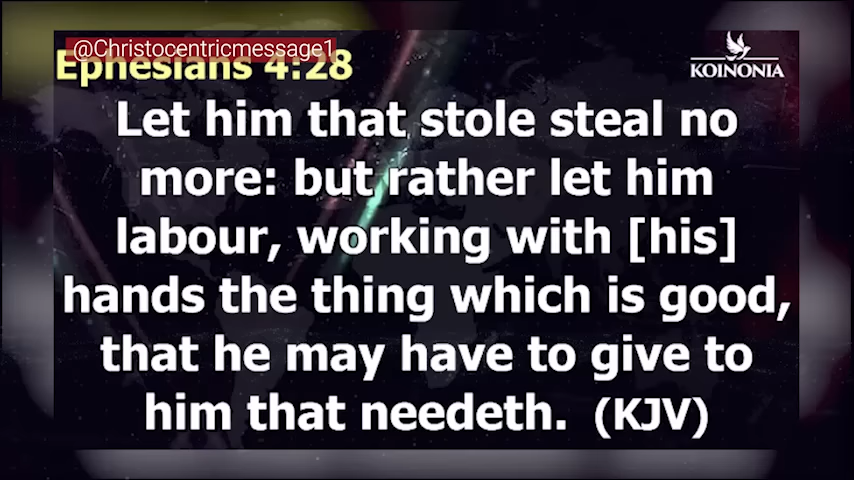 @Christocentricmessage1
Ephesians 4:28
KOINONIA
Let him that stole steal no
more: but rather let him
labour, working with [his]
hands the thing which is good,
that he may have to give to
him that needeth. (KJV)